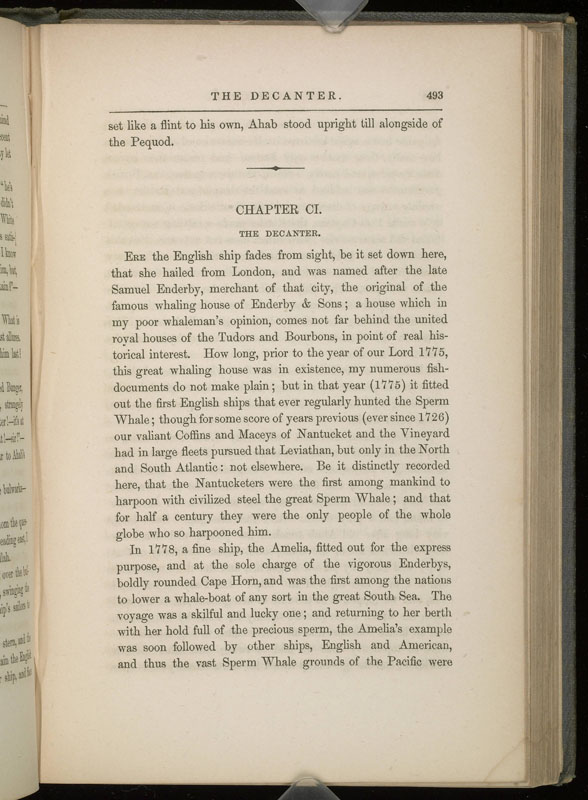 THE DECANTER. 493
set like a flint to his own, Ahab stood upright till alongside of
the Pequod.
CHAPTER CI.
THE DECANTER.
ERE the English ship fades from sight, be it set down here,
that she hailed from London, and was named after the late
Samuel Enderby, merchant of that city, the original of the
famous whaling house of Enderby & Sons; a house which in
my poor whaleman's opinion, comes not far behind the united
royal houses of the Tudors and Bourbons, in point of real his-
torical interest. How long, prior to the year of our Lord 1775,
this great whaling house was in existence, my numerous fish-
documents do not make plain; but in that year (1775) it fitted
out the first English ships that ever regularly hunted the Sperm
Whale; though for some score of years previous (ever since 1726)
our valiant Coffins and Maceys of Nantucket and the Vineyard
had in large fleets pursued that Leviathan, but only in the North
and South Atlantic: not elsewhere. Be it distinctly recorded
here, that the Nantucketers were the first among mankind to
harpoon with civilized steel the great Sperm Whale; and that
for half a century they were the only people of the whole
globe who so harpooned him.
In 1778, a fine ship, the Amelia, fitted out for the express
purpose, and at the sole charge of the vigorous Enderbys,
boldly rounded Cape Horn, and was the first among the nations
to lower a whale-boat of any sort in the great South Sea. The
voyage was a skilful and lucky one; and returning to her berth
with her hold full of the precious sperm, the Amelia's example
was soon followed by other ships, English and American,
and thus the vast Sperm Whale grounds of the Pacific were